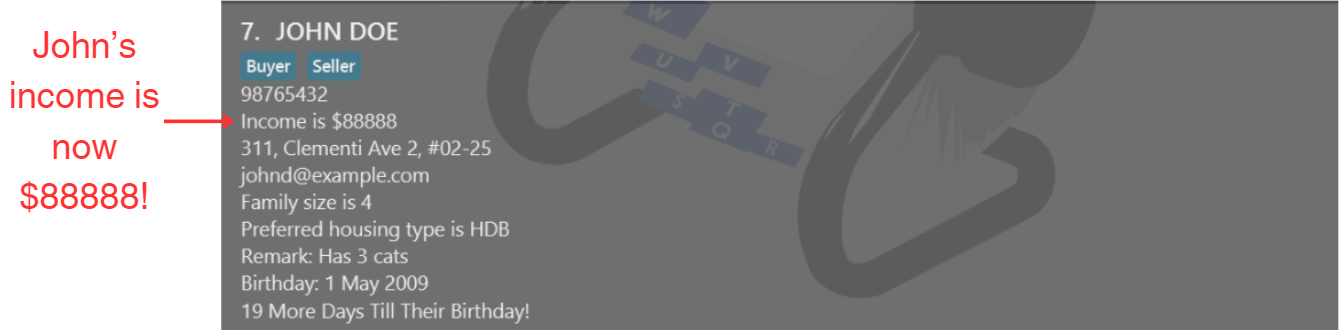 John's
income is
now
$88888!
7. JOHN DOE
Buyer Seller
98765432
Income is $88888
311, Clementi Ave 2, #02-25
johnd@example.com
Family size is 4
Preferred housing type is HDB
Remark: Has 3 cats
Birthday: 1 May 2009
19 More Days Till Their Birthday!
W
U V
S T
Q R